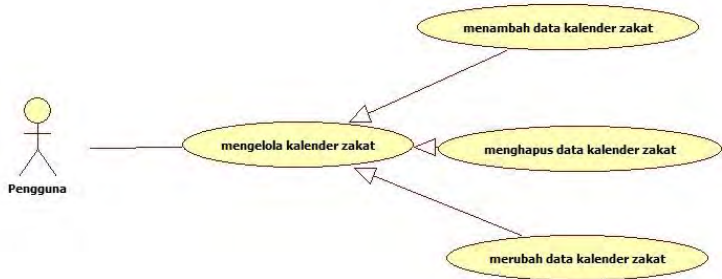 menambah data kalender zakat
mengelola kalender zakat
menghapus data kalender zakat
Pengguna
merubah data kalender zakat